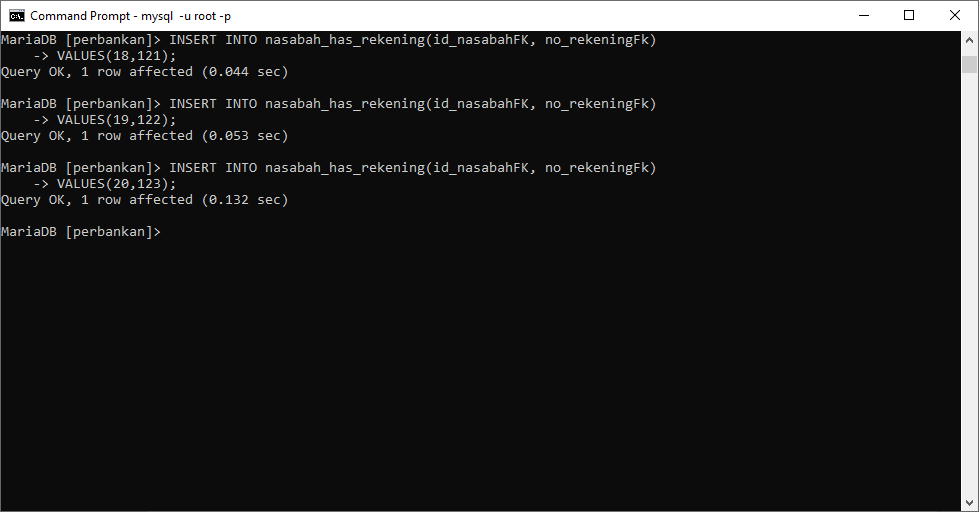 Command Prompt - mysql  -u root -p
MariaDB [perbankan]> INSERT INTO nasabah_has_rekening(id_nasabahFK, no_rekeningFk)
    -> VALUES(18,121);
Query OK, 1 row affected (0.044 sec)
MariaDB [perbankan]> INSERT INTO nasabah_has_rekening(id_nasabahFK, no_rekeningFk)
    -> VALUES(19,122);
Query OK, 1 row affected (0.053 sec)
MariaDB [perbankan]> INSERT INTO nasabah_has_rekening(id_nasabahFK, no_rekeningFk)
    -> VALUES(20,123);
Query OK, 1 row affected (0.132 sec)
MariaDB [perbankan]>